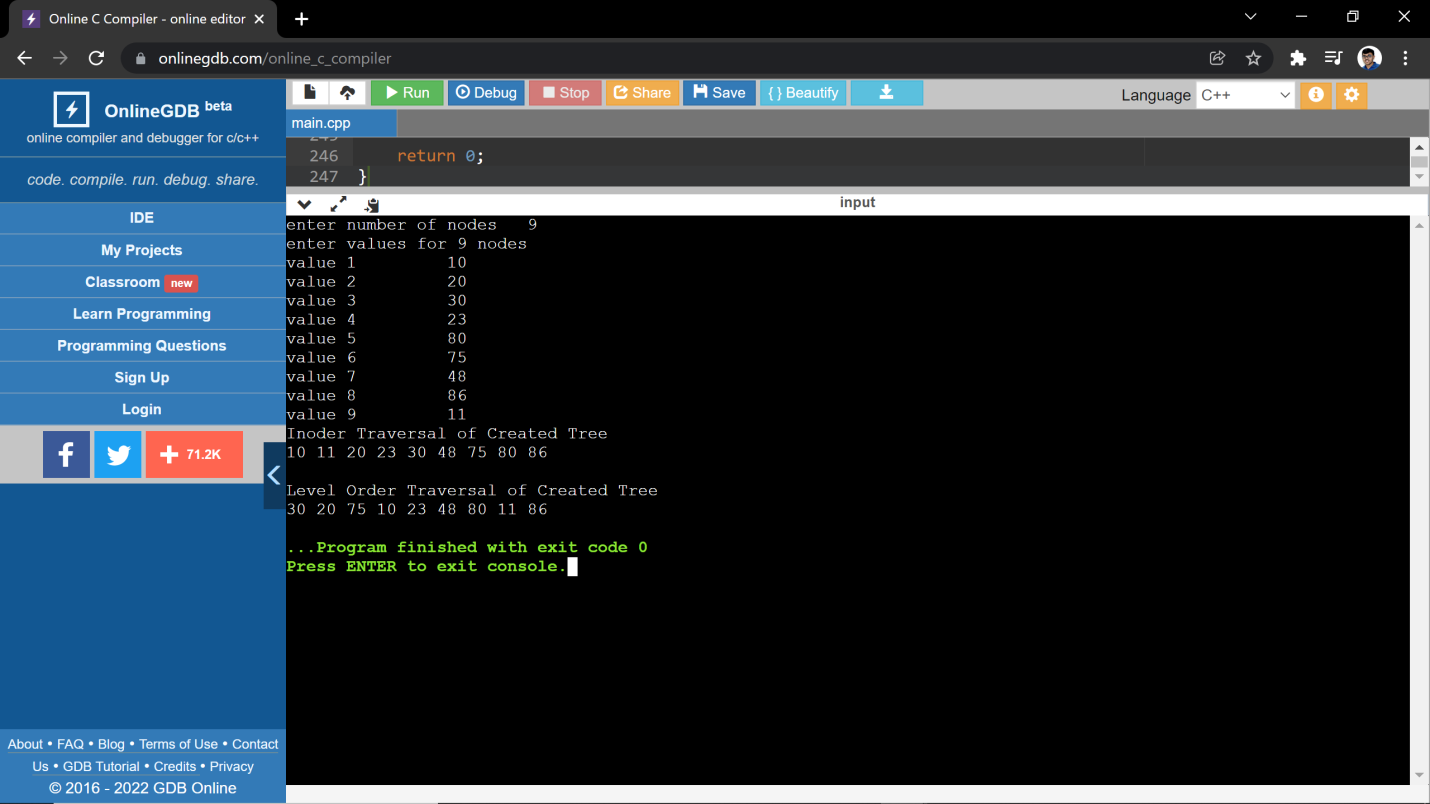 Online C Compiler - online editor
onlinegdb.com/online_c_compiler
OnlineGDB beta
online compiler and debugger for c/c++
code. compile. run. debug. share.
IDE
My Projects
Classroom new
Learn Programming
Programming Questions
Sign Up
Login
71.2K
About • FAQ • Blog • Terms of Use • Contact
Us • GDB Tutorial • Credits • Privacy
© 2016 - 2022 GDB Online
Run Debug Stop Share Save { } Beautify
Language C++
main.cpp
245
246 return 0;
247 }
input
enter number of nodes 9
enter values for 9 nodes
value 1 10
value 2 20
value 3 30
value 4 23
value 5 80
value 6 75
value 7 48
value 8 86
value 9 11
Inoder Traversal of Created Tree
10 11 20 23 30 48 75 80 86
Level Order Traversal of Created Tree
30 20 75 10 23 48 80 11 86
...Program finished with exit code 0
Press ENTER to exit console.